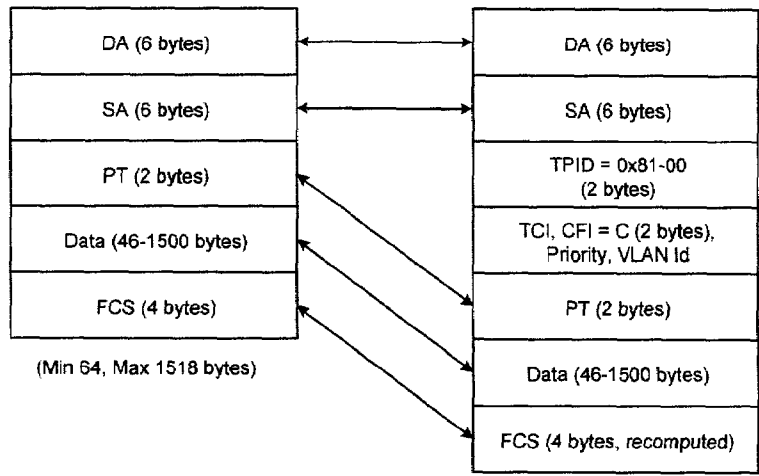 DA (6 bytes)
SA (6 bytes)
PT (2 bytes)
Data (46-1500 bytes)
FCS (4 bytes)
(Min 64, Max 1518 bytes)
DA (6 bytes)
SA (6 bytes)
TPID = 0x81-00
(2 bytes)
TCI, CFI = C (2 bytes),
Priority, VLAN Id
PT (2 bytes)
Data (46-1500 bytes)
FCS (4 bytes, recomputed)